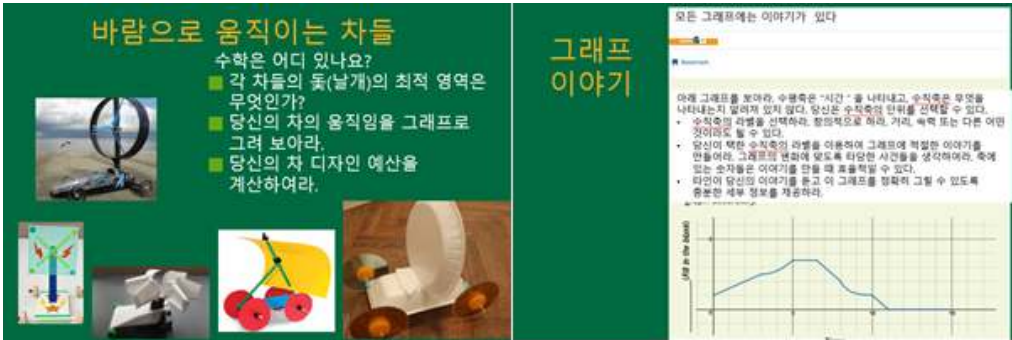 바람으로 움직이는 차들
수학은 어디 있나요?
각 차들의 돛(날개)의 최적 영역은
무엇인가?
당신의 차의 움직임을 그래프로
그려 보아라.
당신의 차 디자인 예산을
계산하여라.
그래프
이야기
모든 그래프에는 이야기가 있다
아래 그래프를 보아라. 수평축은 "시간"을 나타내고, 수직축은 무엇을
나타내는지 알려져 있지 않다. 당신은 수직축의 단위를 선택할 수 있다.
• 수직축의 라벨을 선택하라. 창의적으로 하라. 거리, 속력 또는 다른 어떤
것이라도 될 수 있다.
• 당신이 택한 수직축의 라벨을 이용하여 그래프에 적절한 이야기를
만들어라. 그래프의 변화에 맞도록 타당한 사건들을 생각하여라. 축에
있는 숫자들은 이야기를 만들 때 효율적일 수 있다.
• 타인이 당신의 이야기를 듣고 이 그래프를 정확히 그릴 수 있도록
충분한 세부 정보를 제공하라.